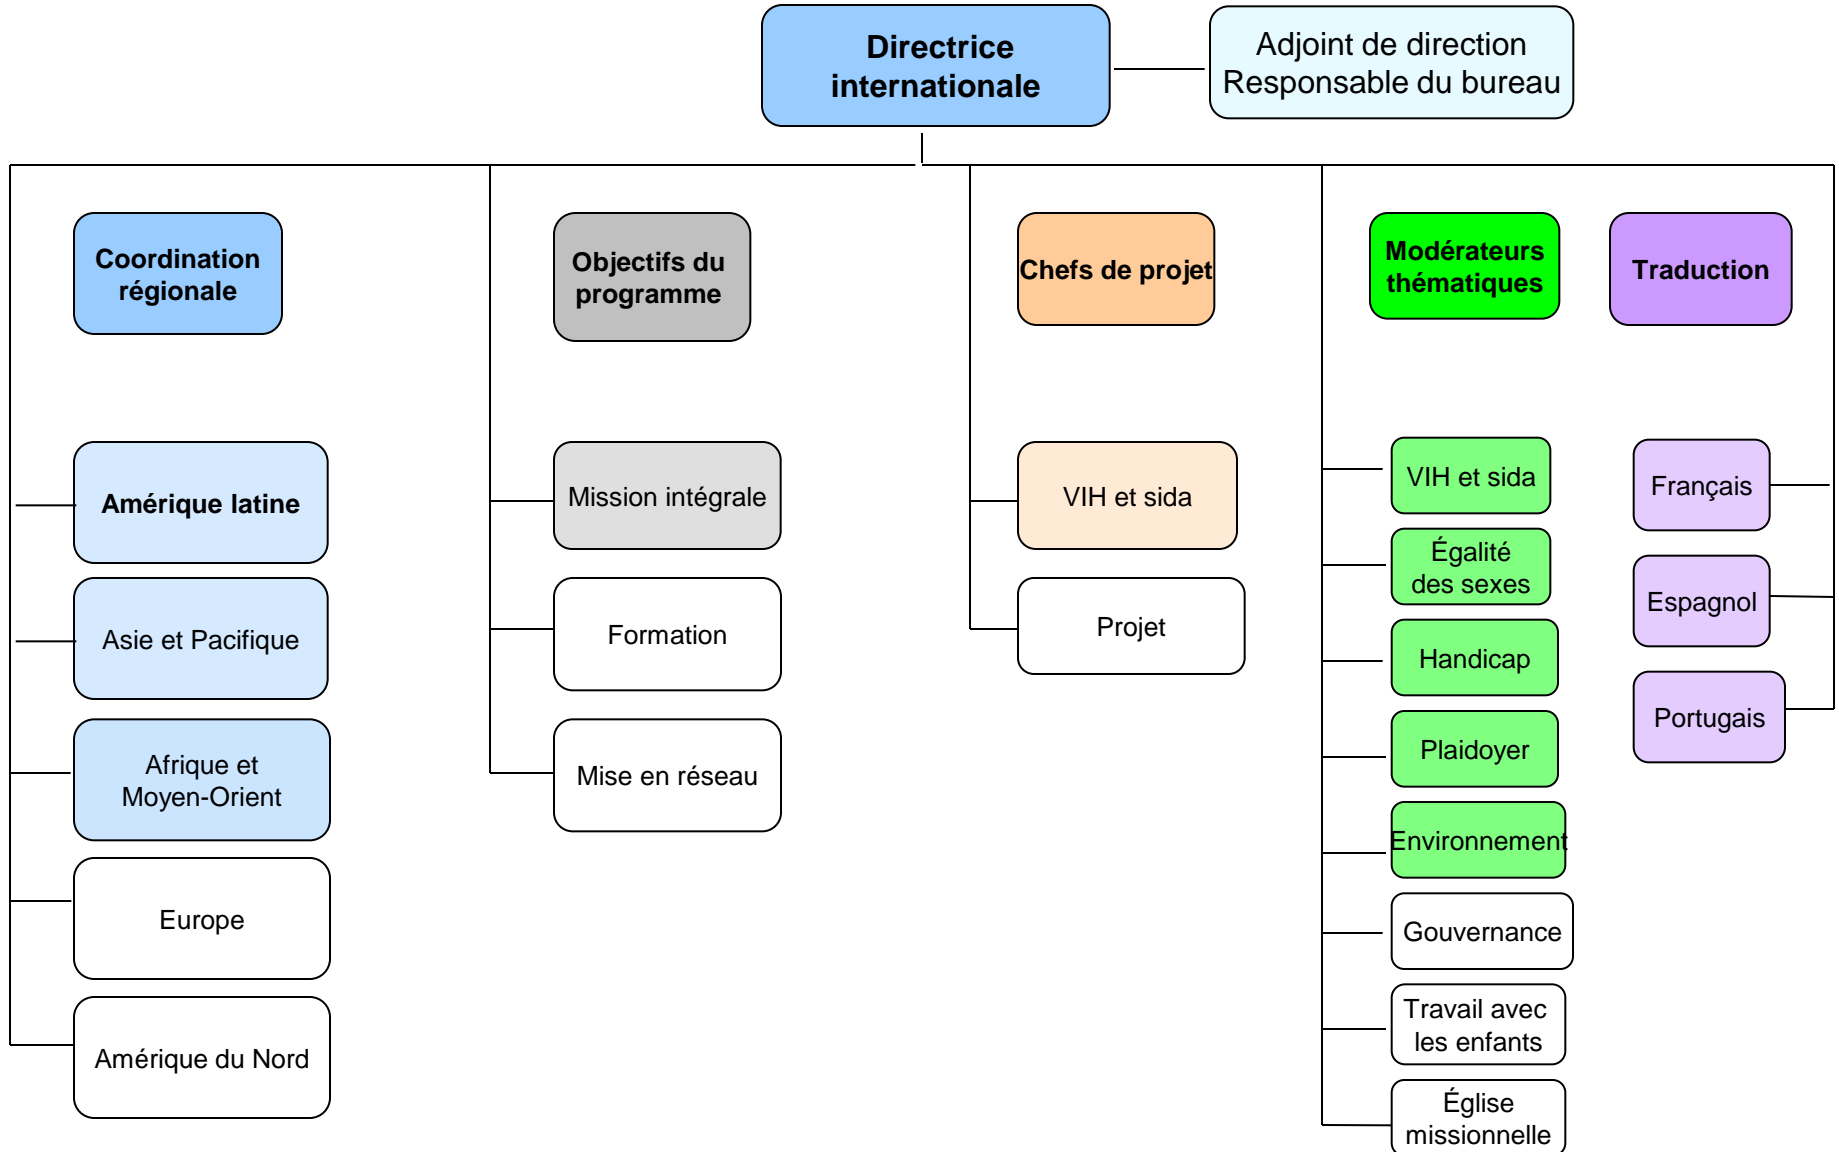 Directrice
internationale
Adjoint de direction
Responsable du bureau
Coordination
régionale
Objectifs du
programme
Chefs de projet
Modérateurs
thématiques
Traduction
Amérique latine
Asie et Pacifique
Afrique et
Moyen-Orient
Europe
Amérique du Nord
Mission intégrale
Formation
Mise en réseau
VIH et sida
Projet
VIH et sida
Égalité
des sexes
Handicap
Plaidoyer
Environnement
Gouvernance
Travail avec
les enfants
Église
missionnelle
Français
Espagnol
Portugais